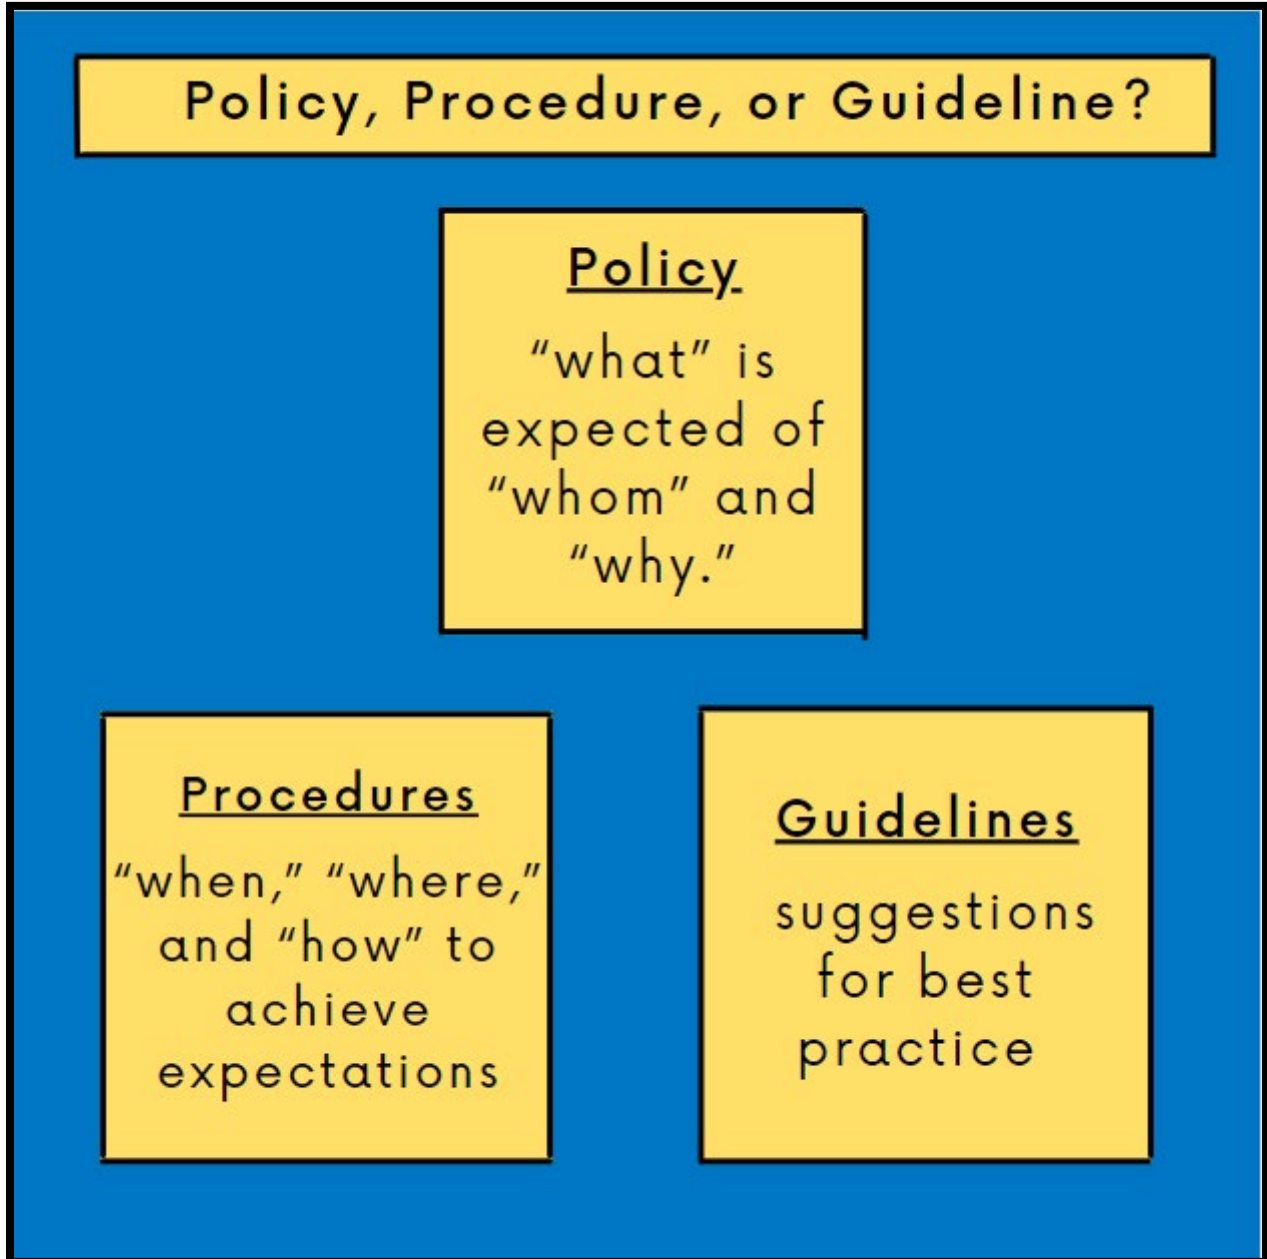 Policy, Procedure, or Guideline?
Policy
“what” is
expected of
“whom” and
“why.”
Procedures
“when,” “where,”
and “how” to
achieve
expectations
Guidelines
suggestions
for best
practice